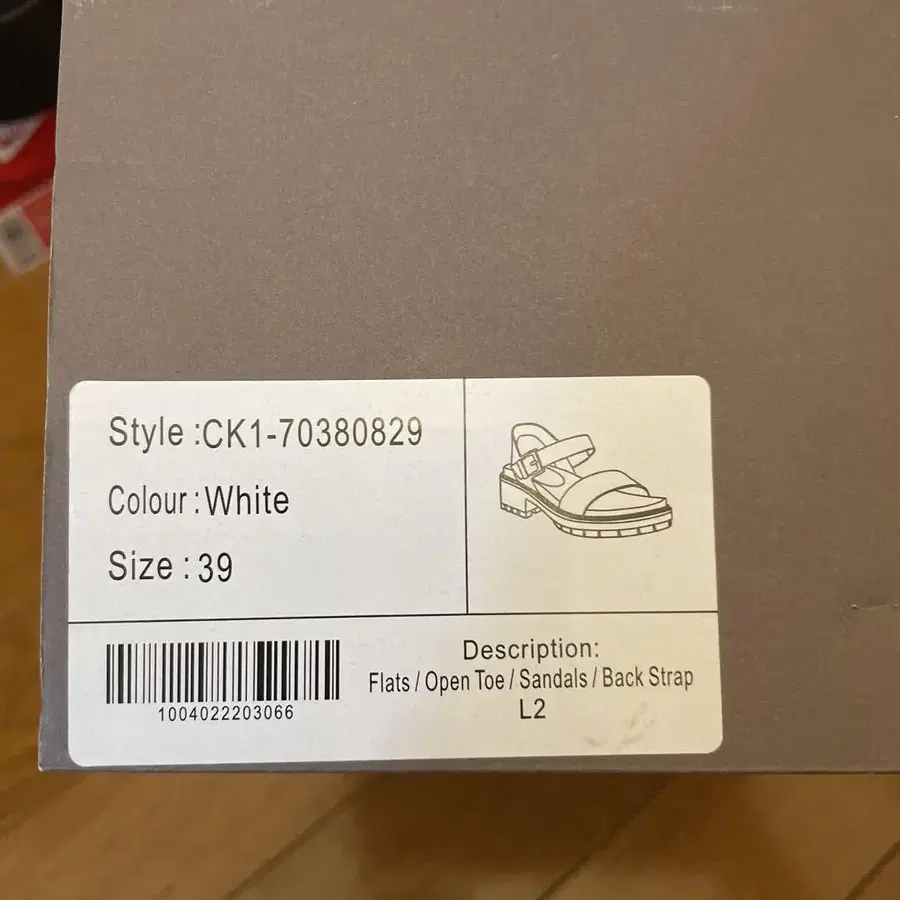 Style :CK1-70380829
Colour : White
Size : 39
1004022203066
Description:
Flats / Open Toe / Sandals / Back Strap
L2